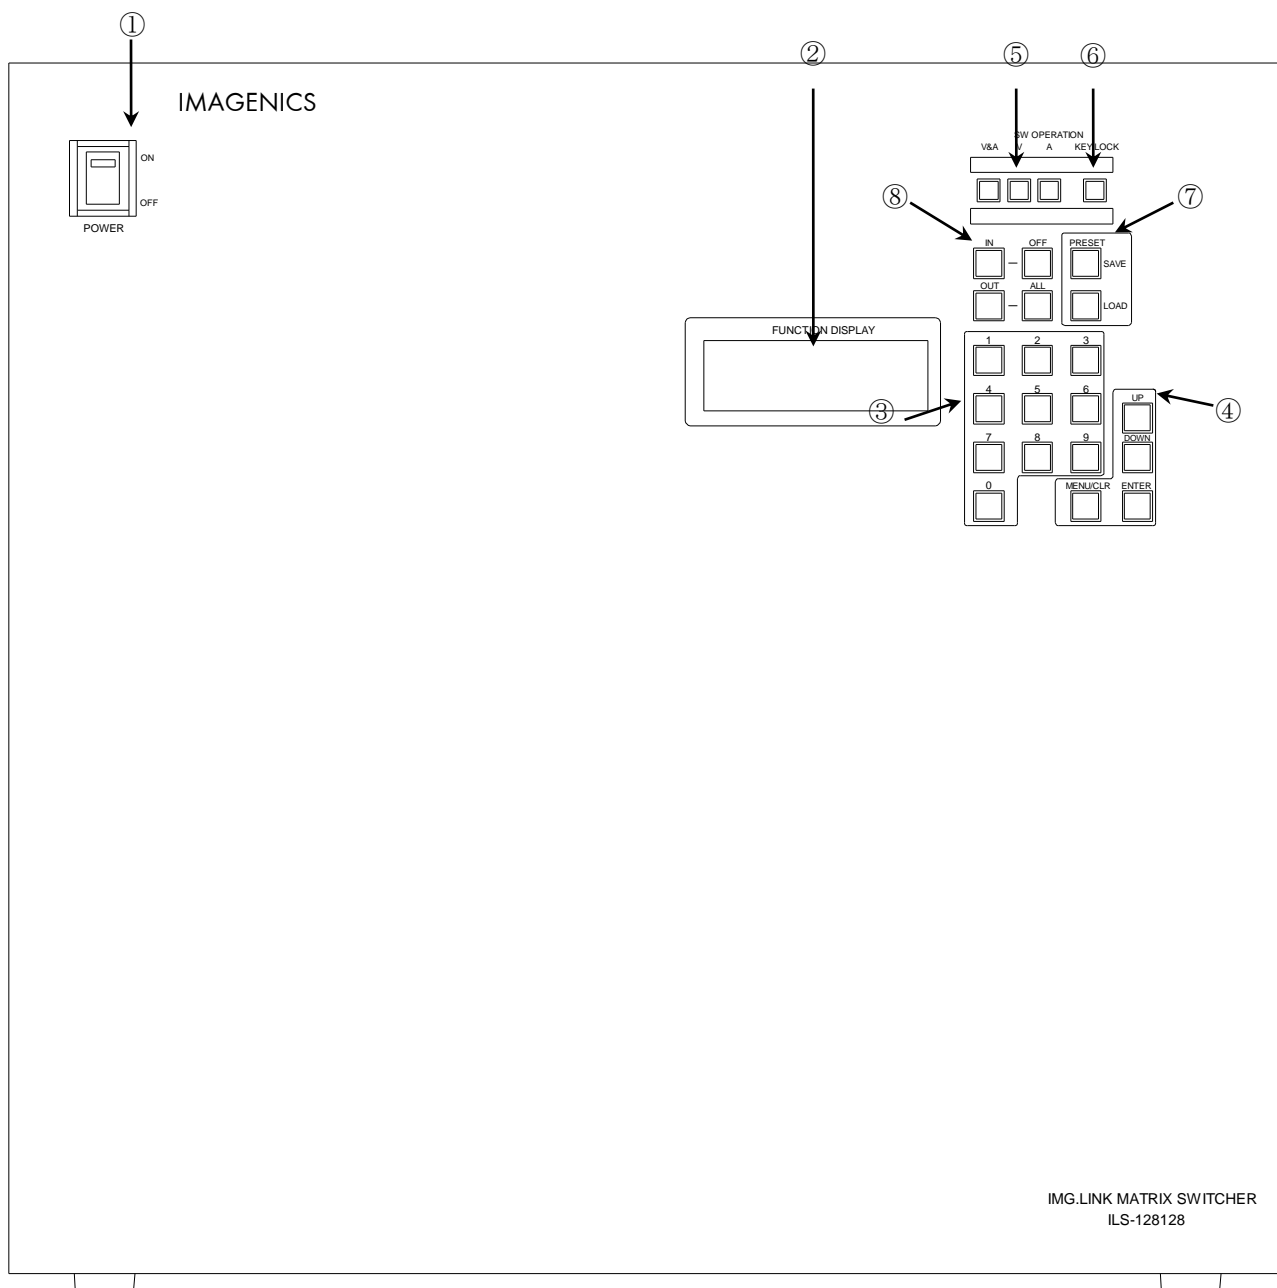 ①
② ⑤ ⑥
IMAGENICS
SW OPERATION
V&A V A KEY LOCK
ON
OFF
POWER
⑧ ⑦
IN OFF PRESET
SAVE
OUT ALL
LOAD
FUNCTION DISPLAY
1 2 3
4 5 6
③ ④
UP
7 8 9 DOWN
0 MENU/CLR ENTER
IMG.LINK MATRIX SWITCHER
ILS-128128